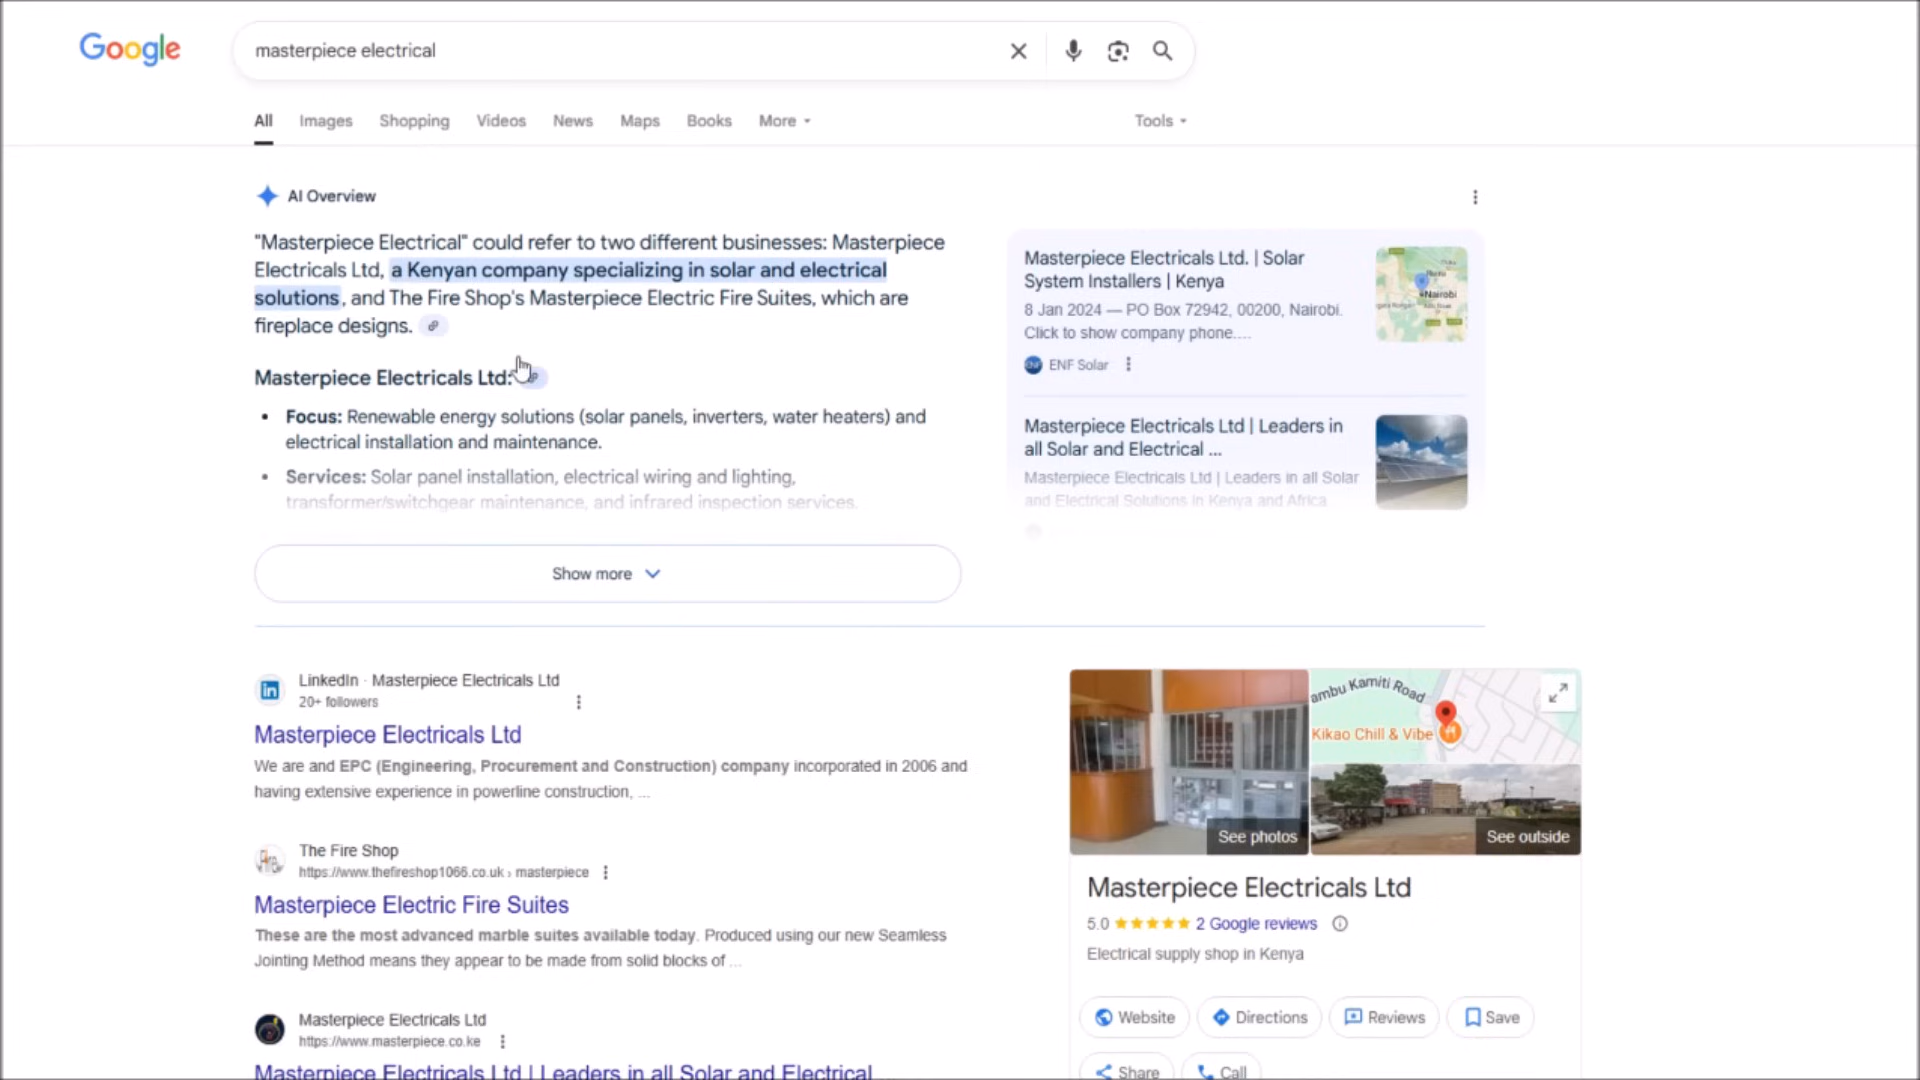 Google
masterpiece electrical
All Images Shopping Videos News Maps Books More Tools
AI Overview
"Masterpiece Electrical" could refer to two different businesses: Masterpiece
Electricals Ltd, a Kenyan company specializing in solar and electrical
solutions, and The Fire Shop's Masterpiece Electric Fire Suites, which are
fireplace designs.
Masterpiece Electricals Ltd:
• Focus: Renewable energy solutions (solar panels, inverters, water heaters) and
electrical installation and maintenance.
• Services: Solar panel installation, electrical wiring and lighting,
transformer/switchgear maintenance, and infrared inspection services.
Show more
Masterpiece Electricals Ltd. | Solar
System Installers | Kenya
8 Jan 2024 — PO Box 72942, 00200, Nairobi.
Click to show company phone....
ENF Solar
Nairobi
Masterpiece Electricals Ltd | Leaders in
all Solar and Electrical ...
Masterpiece Electricals Ltd | Leaders in all Solar
and Electrical Solutions in Kenya and Africa
LinkedIn · Masterpiece Electricals Ltd
20+ followers
Masterpiece Electricals Ltd
We are and EPC (Engineering, Procurement and Construction) company incorporated in 2006 and
having extensive experience in powerline construction, ...
The Fire Shop
https://www.thefireshop1066.co.uk › masterpiece
Masterpiece Electric Fire Suites
These are the most advanced marble suites available today. Produced using our new Seamless
Jointing Method means they appear to be made from solid blocks of ...
Masterpiece Electricals Ltd
https://www.masterpiece.co.ke
Masterpiece Electricals Ltd | Leaders in all Solar and Electrical ...
ambu Kamiti Road
Kikao Chill & Vibe
See photos
See outside
Masterpiece Electricals Ltd
5.0 2 Google reviews
Electrical supply shop in Kenya
Website Directions Reviews Save
Share Call